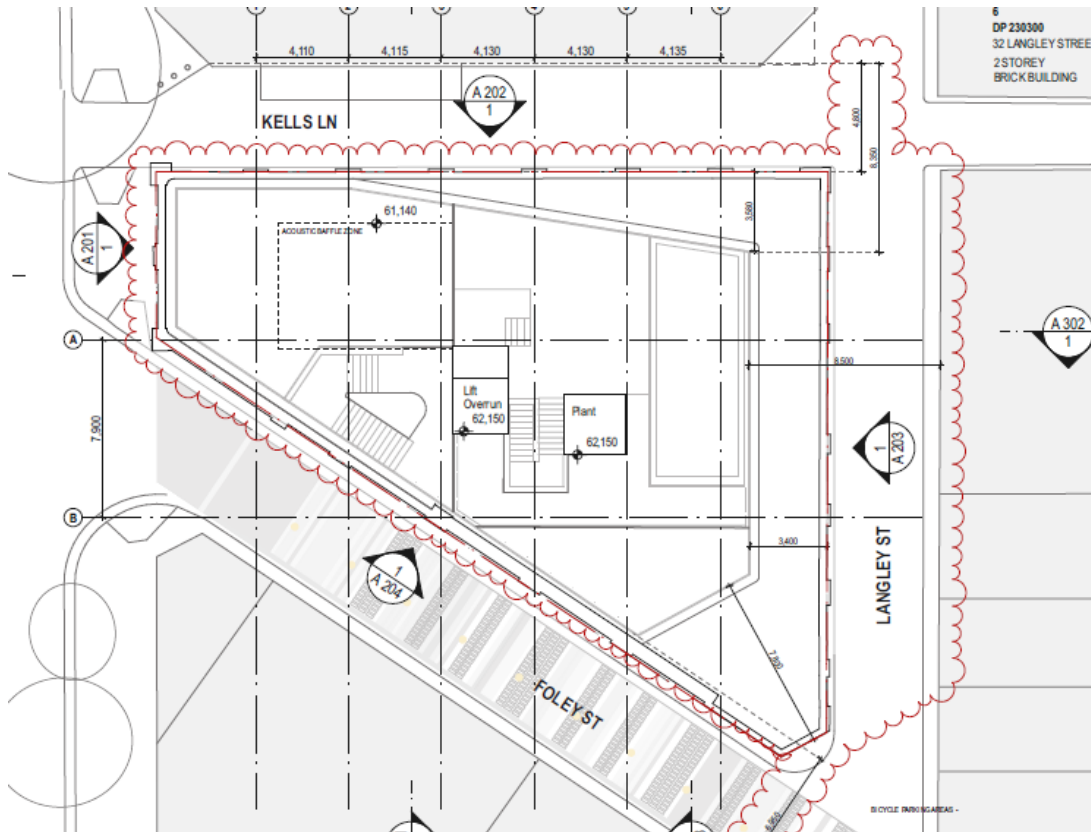 6
DP 230300
32 LANGLEY STREE
2 STOREY
BRICK BUILDING
4,110
4,115
4,130
4,130
4,135
A 202
1
KELLS LN
4,800
8,350
3,560
61,140
ACOUSTIC BAFFLE ZONE
A 201
1
A 302
1
A
8,500
Lift
Overrun
62,150
Plant
62,150
7,900
1
A 203
B
3,400
LANGLEY ST
1
A 204
FOLEY ST
BICYCLE PARKING AREAS -